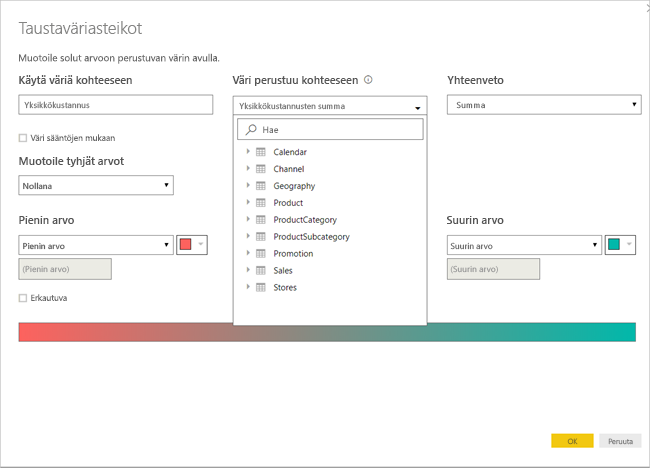 Taustaväriasteikot
Muotoile solut arvoon perustuvan värin avulla.
Käytä väriä kohteeseen
Väri perustuu kohteeseen
Yhteenveto
Yksikkökustannus
Yksikkökustannusten summa
Summa
Väri sääntöjen mukaan
Hae
Muotoile tyhjät arvot
Nollana
Calendar
Channel
Geography
Product
ProductCategory
ProductSubcategory
Promotion
Sales
Stores
Pienin arvo
Pienin arvo
(Pienin arvo)
Suurin arvo
Suurin arvo
(Suurin arvo)
Erkautuva
OK
Peruuta